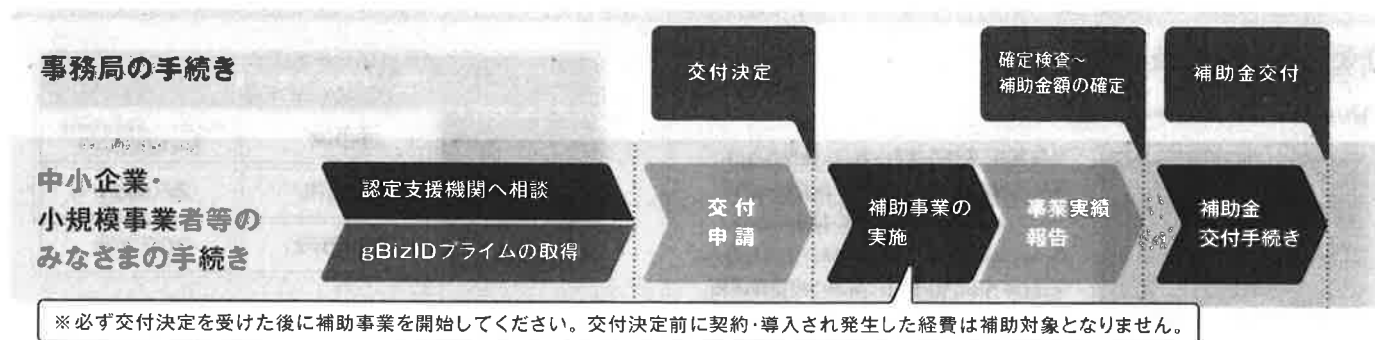 事務局の手続き
交付決定
確定検査～
補助金額の確定
補助金交付
中小企業・
小規模事業者等の
みなさまの手続き
認定支援機関へ相談
gBizIDプライムの取得
交付
申請
補助事業の
実施
事業実績
報告
補助金
交付手続き
※必ず交付決定を受けた後に補助事業を開始してください。交付決定前に契約・導入され発生した経費は補助対象となりません。